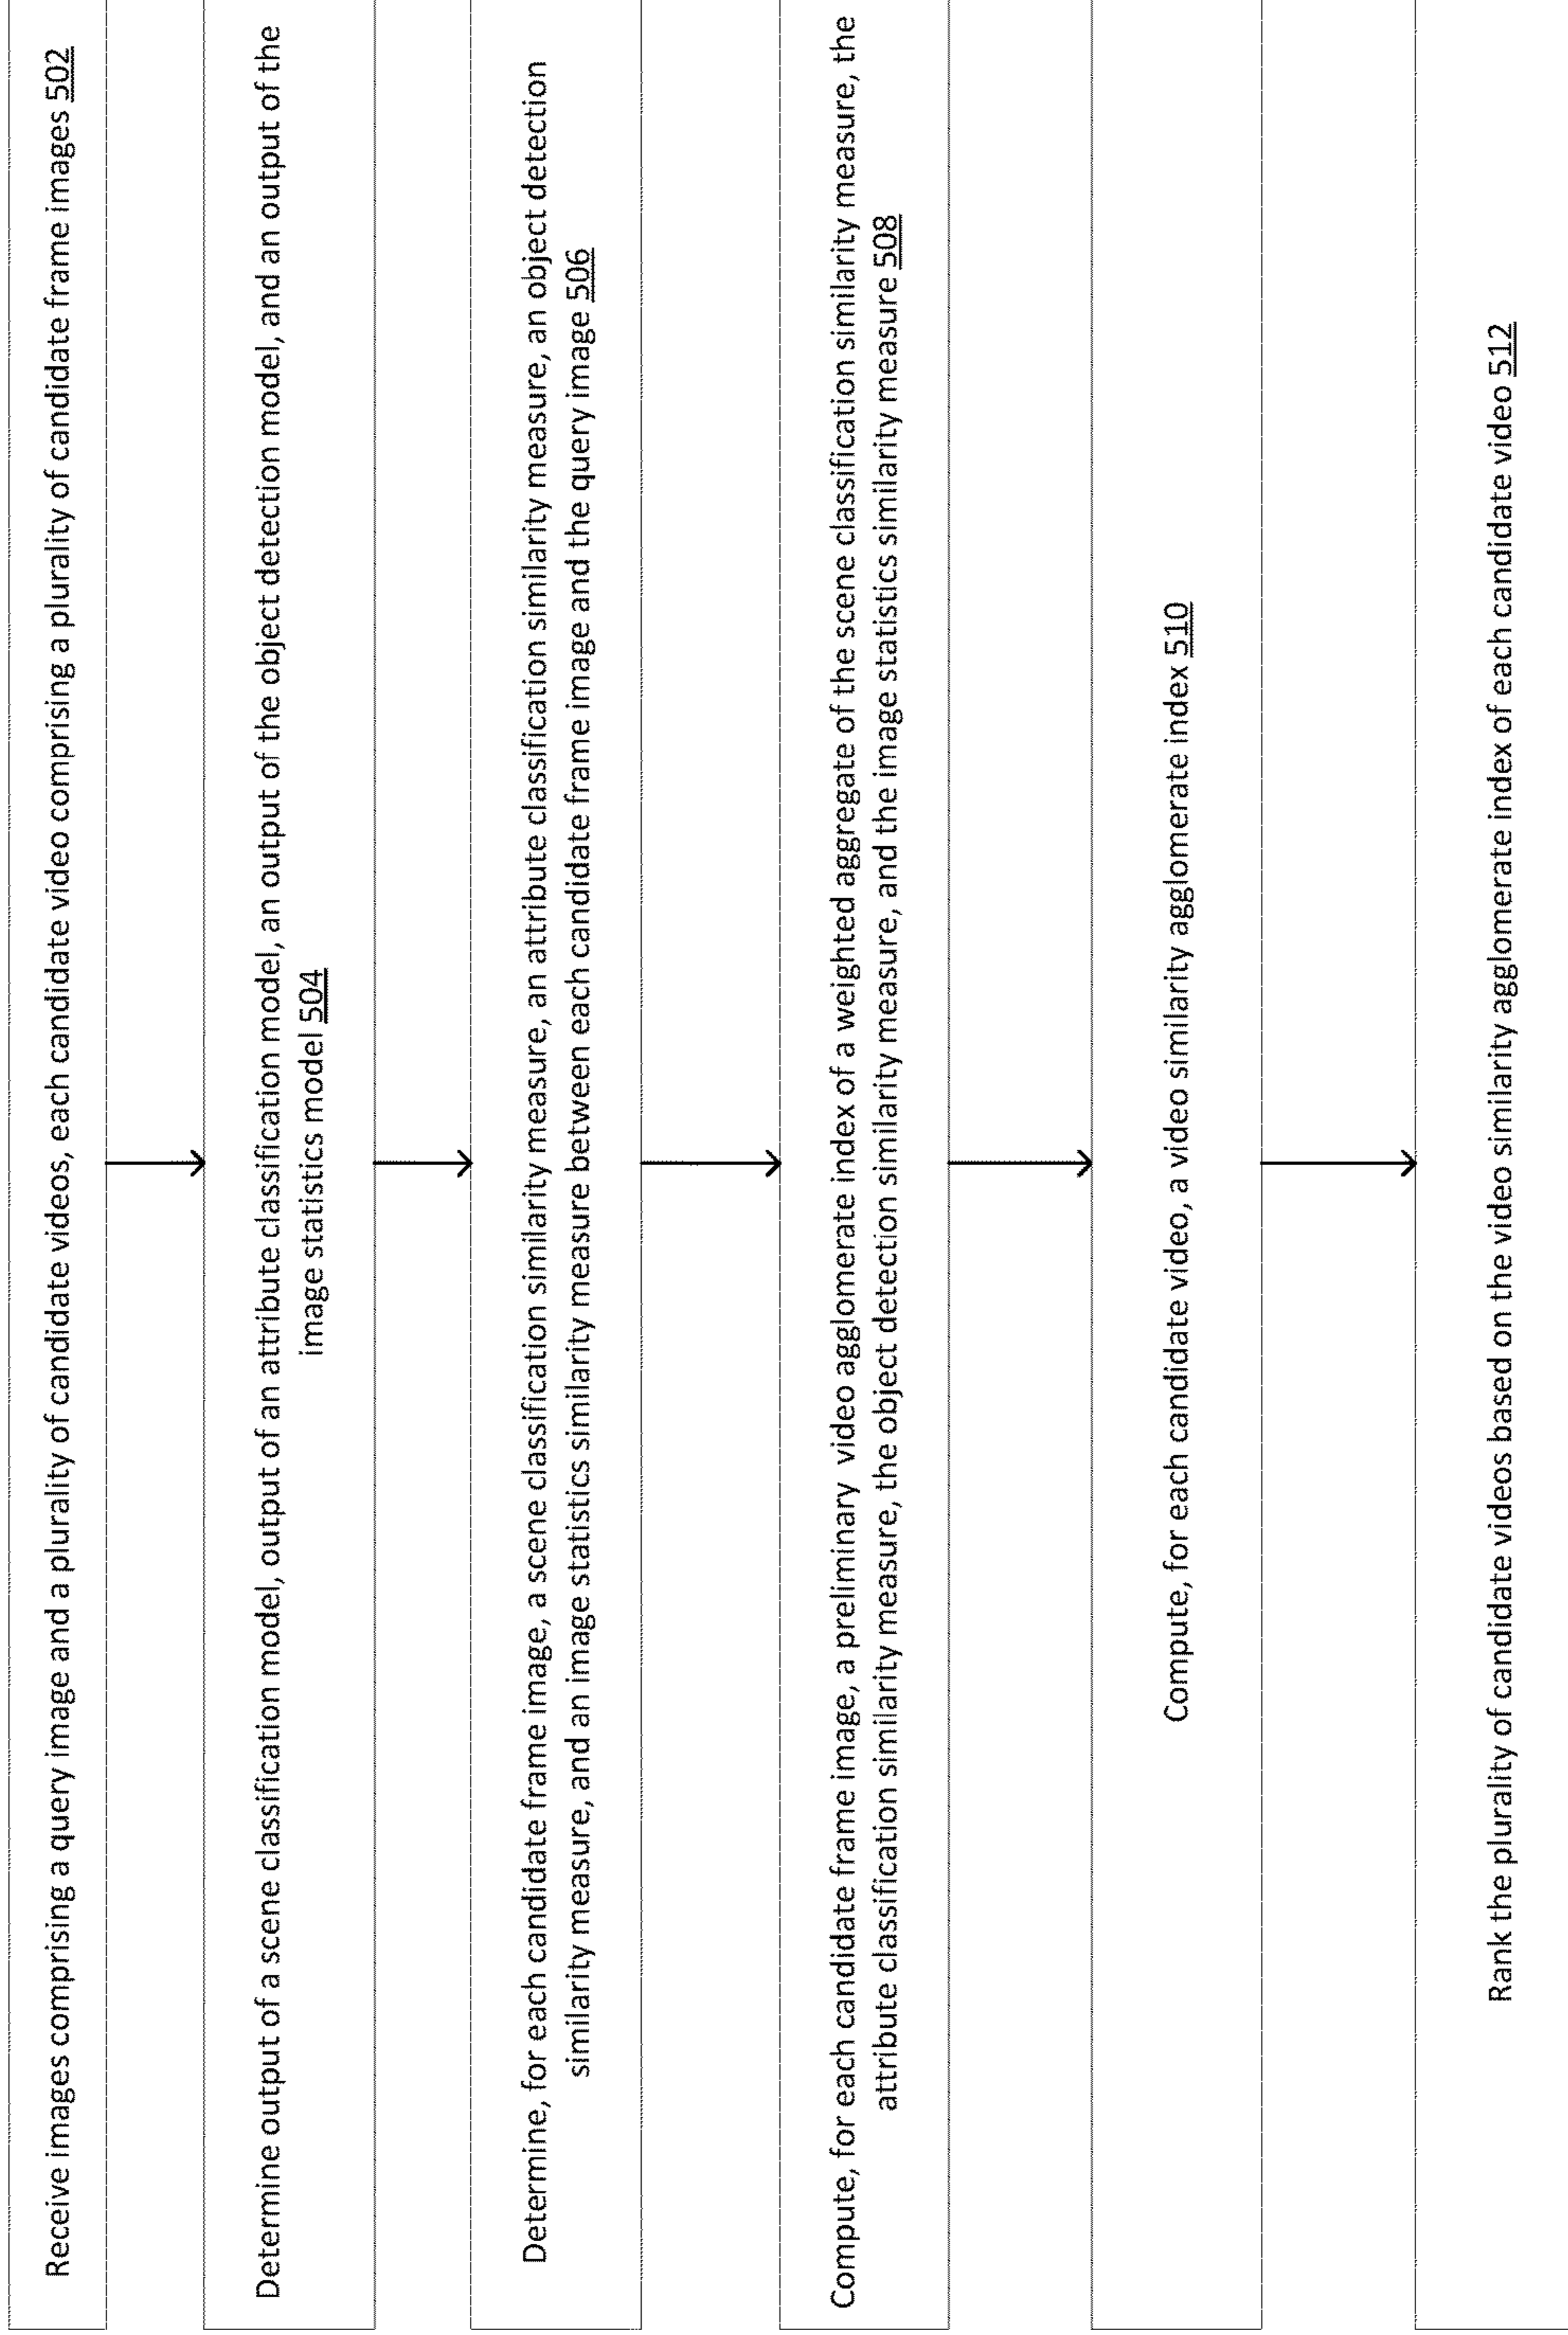 Receive images comprising a query image and a plurality of candidate videos, each candidate video comprising a plurality of candidate frame images 502
Determine output of a scene classification model, output of an attribute classification model, an output of the object detection model, and an output of the
image statistics model 504
Determine, for each candidate frame image, a scene classification similarity measure, an attribute classification similarity measure, an object detection
similarity measure, and an image statistics similarity measure between each candidate frame image and the query image 506
Compute, for each candidate frame image, a preliminary video agglomerate index of a weighted aggregate of the scene classification similarity measure, the
attribute classification similarity measure, the object detection similarity measure, and the image statistics similarity measure 508
Compute, for each candidate video, a video similarity agglomerate index 510
Rank the plurality of candidate videos based on the video similarity agglomerate index of each candidate video 512